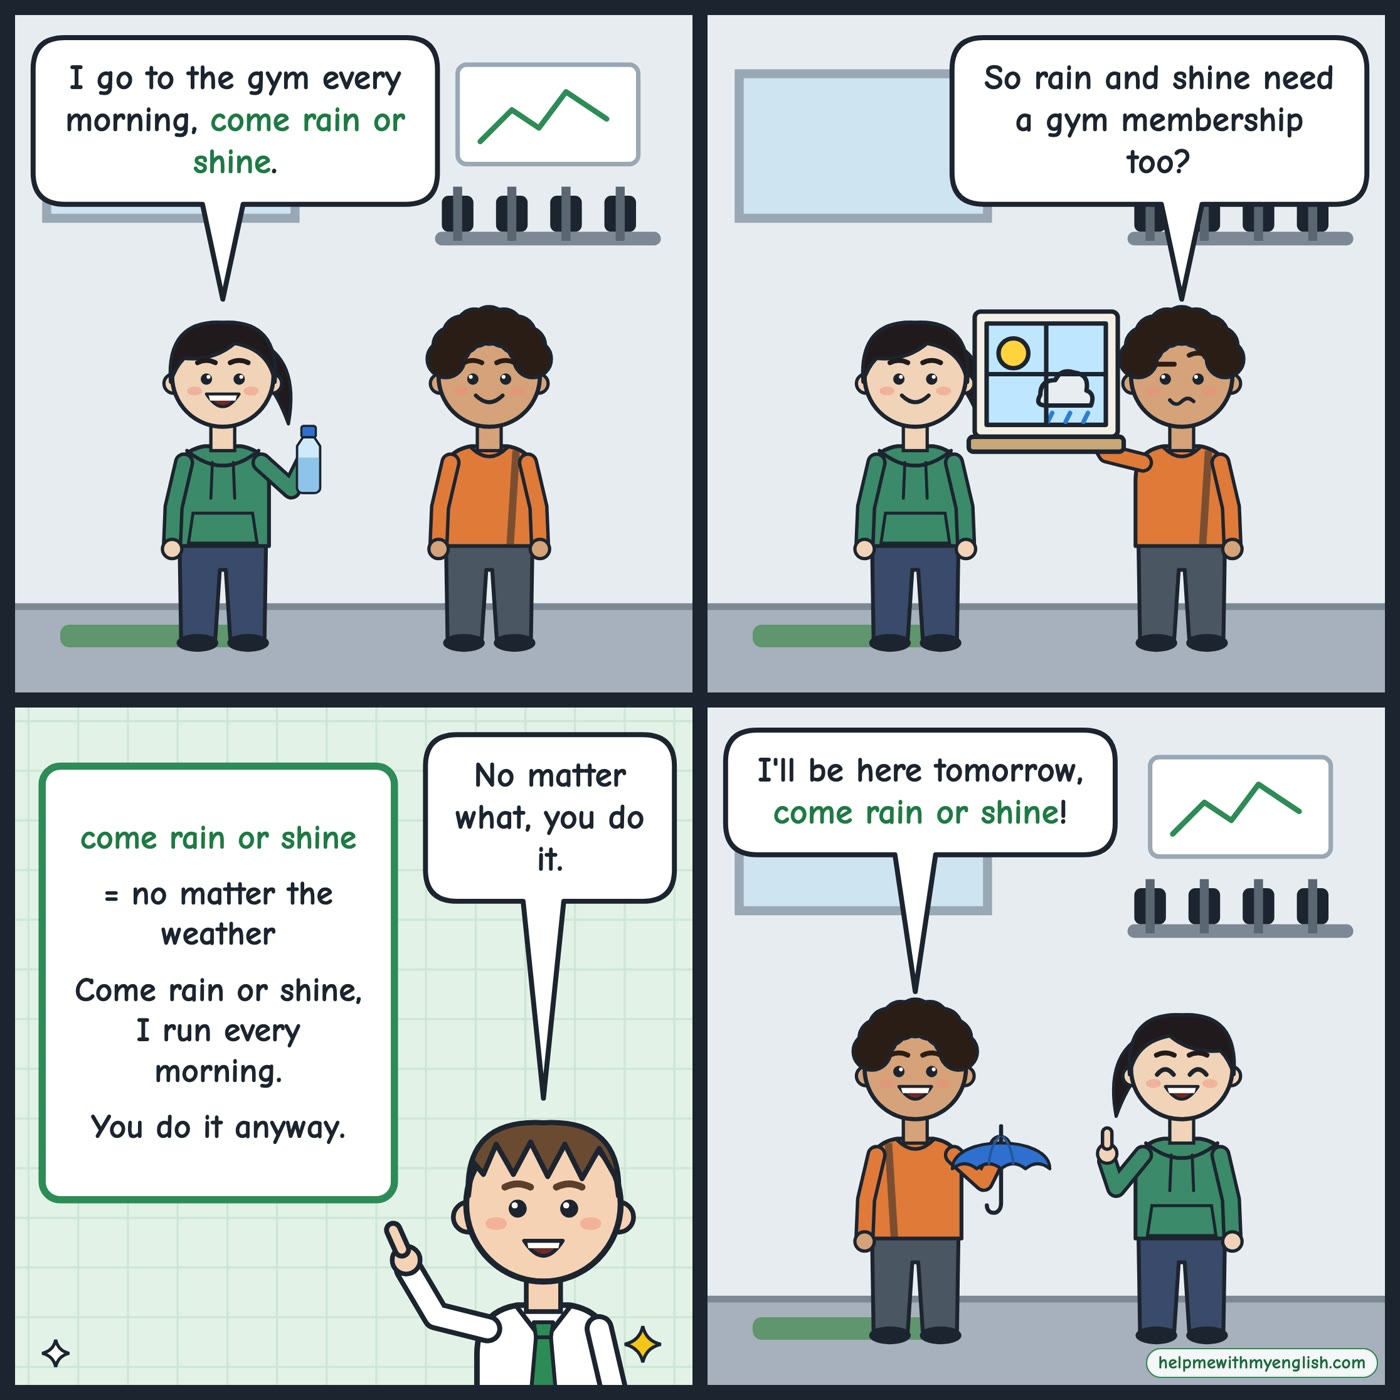 I go to the gym every
morning, come rain or
shine.
So rain and shine need
a gym membership
too?
come rain or shine
= no matter the
weather
Come rain or shine,
I run every
morning.
You do it anyway.
No matter
what, you do
it.
I'll be here tomorrow,
come rain or shine!
helpmewithmyenglish.com